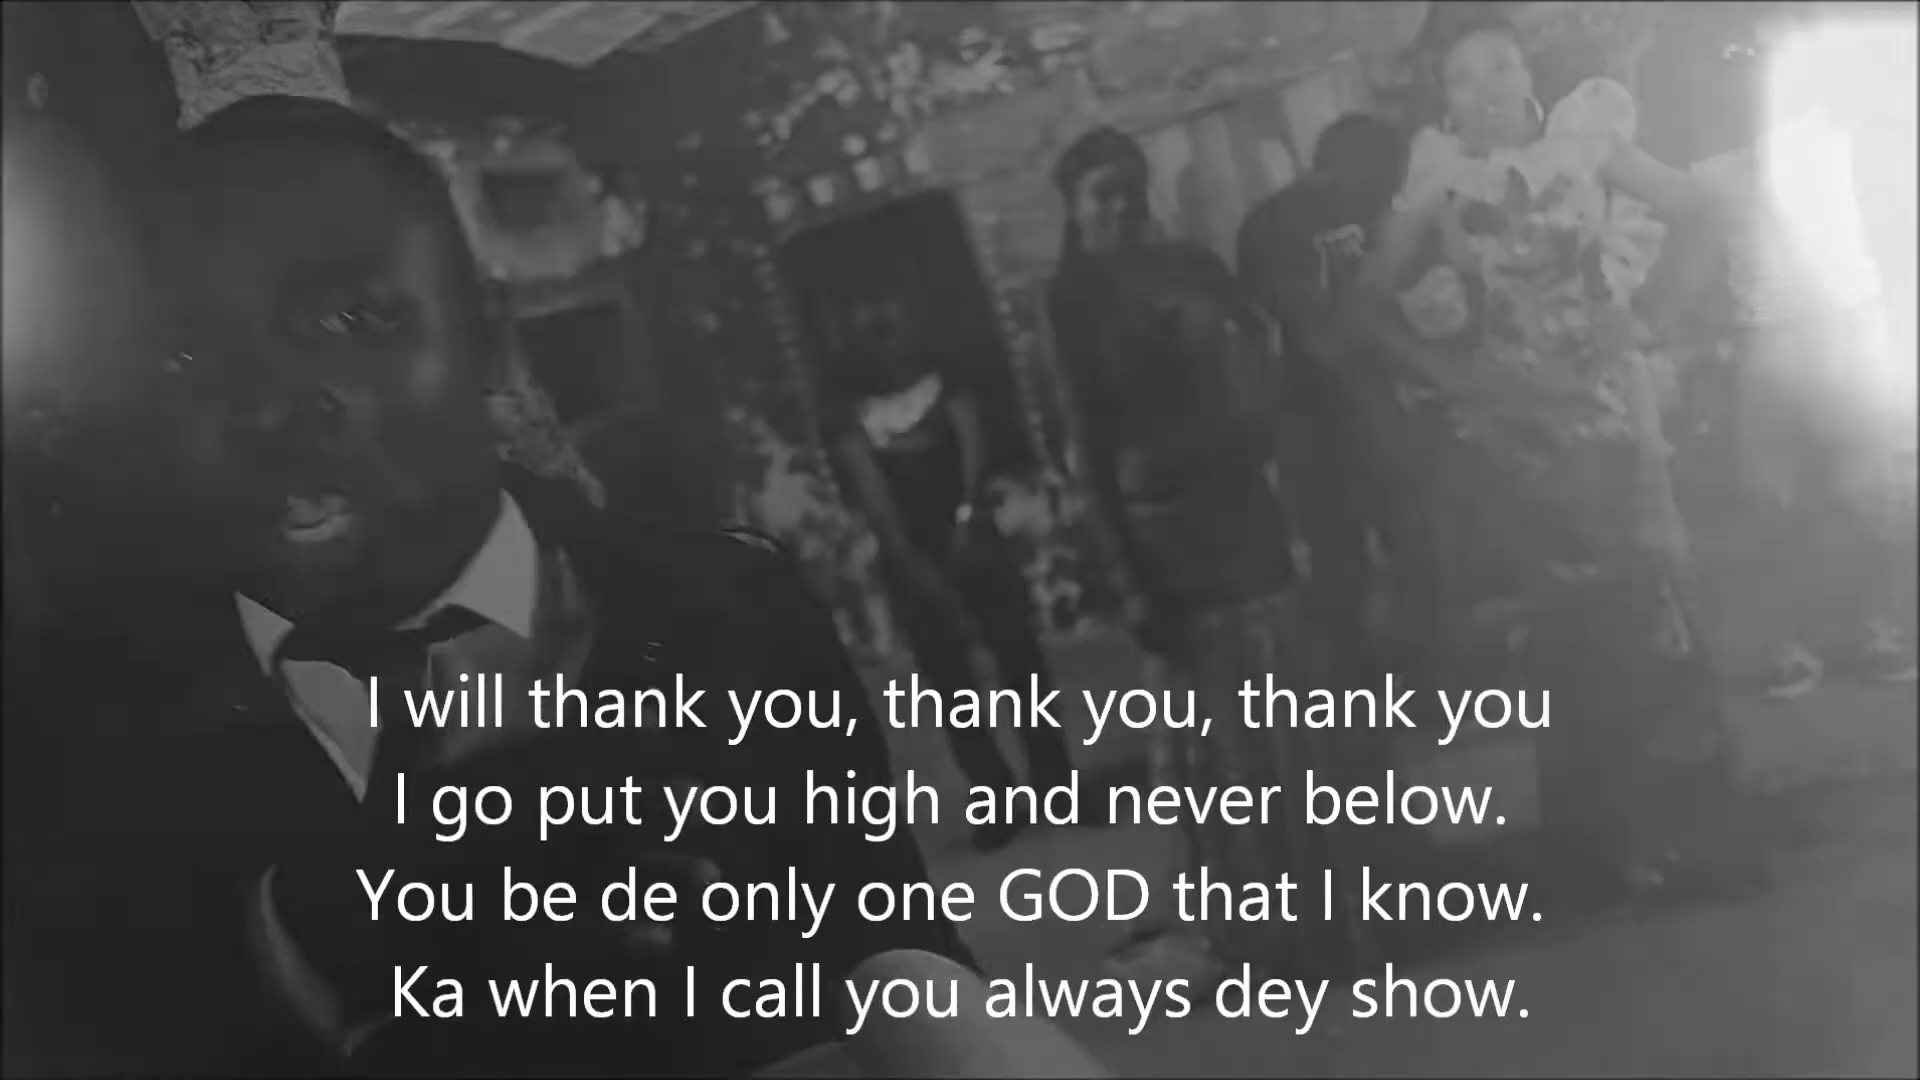 I will thank you, thank you, thank you
I go put you high and never below.
You be de only one GOD that I know.
Ka when I call you always dey show.